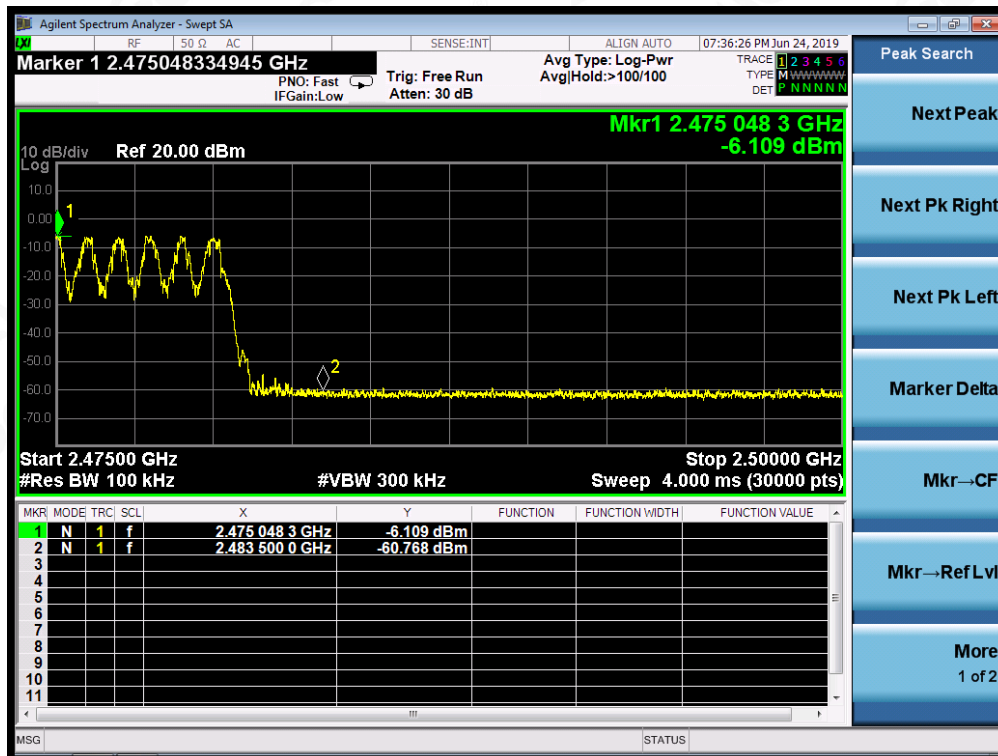 Agilent Spectrum Analyzer - Swept SA
LXI RF 50 Ω AC SENSE:INT ALIGN AUTO 07:36:26 PM Jun 24, 2019
Marker 1 2.475048334945 GHz
PNO: Fast
IFGain:Low
Trig: Free Run
Atten: 30 dB
Avg Type: Log-Pwr
Avg|Hold:>100/100
TRACE 1 2 3 4 5 6
TYPE M WWWWW
DET P N N N N N
Peak Search
Mkr1 2.475 048 3 GHz
-6.109 dBm
10 dB/div Ref 20.00 dBm
Log
10.0
0.00
-10.0
-20.0
-30.0
-40.0
-50.0
-60.0
-70.0
1
2
Start 2.47500 GHz Stop 2.50000 GHz
#Res BW 100 kHz #VBW 300 kHz Sweep 4.000 ms (30000 pts)
MKR MODE TRC SCL X Y FUNCTION FUNCTION WIDTH FUNCTION VALUE
1 N 1 f 2.475 048 3 GHz -6.109 dBm
2 N 1 f 2.483 500 0 GHz -60.768 dBm
3
4
5
6
7
8
9
10
11
MSG STATUS
Next Peak
Next Pk Right
Next Pk Left
Marker Delta
Mkr→CF
Mkr→Ref Lvl
More
1 of 2